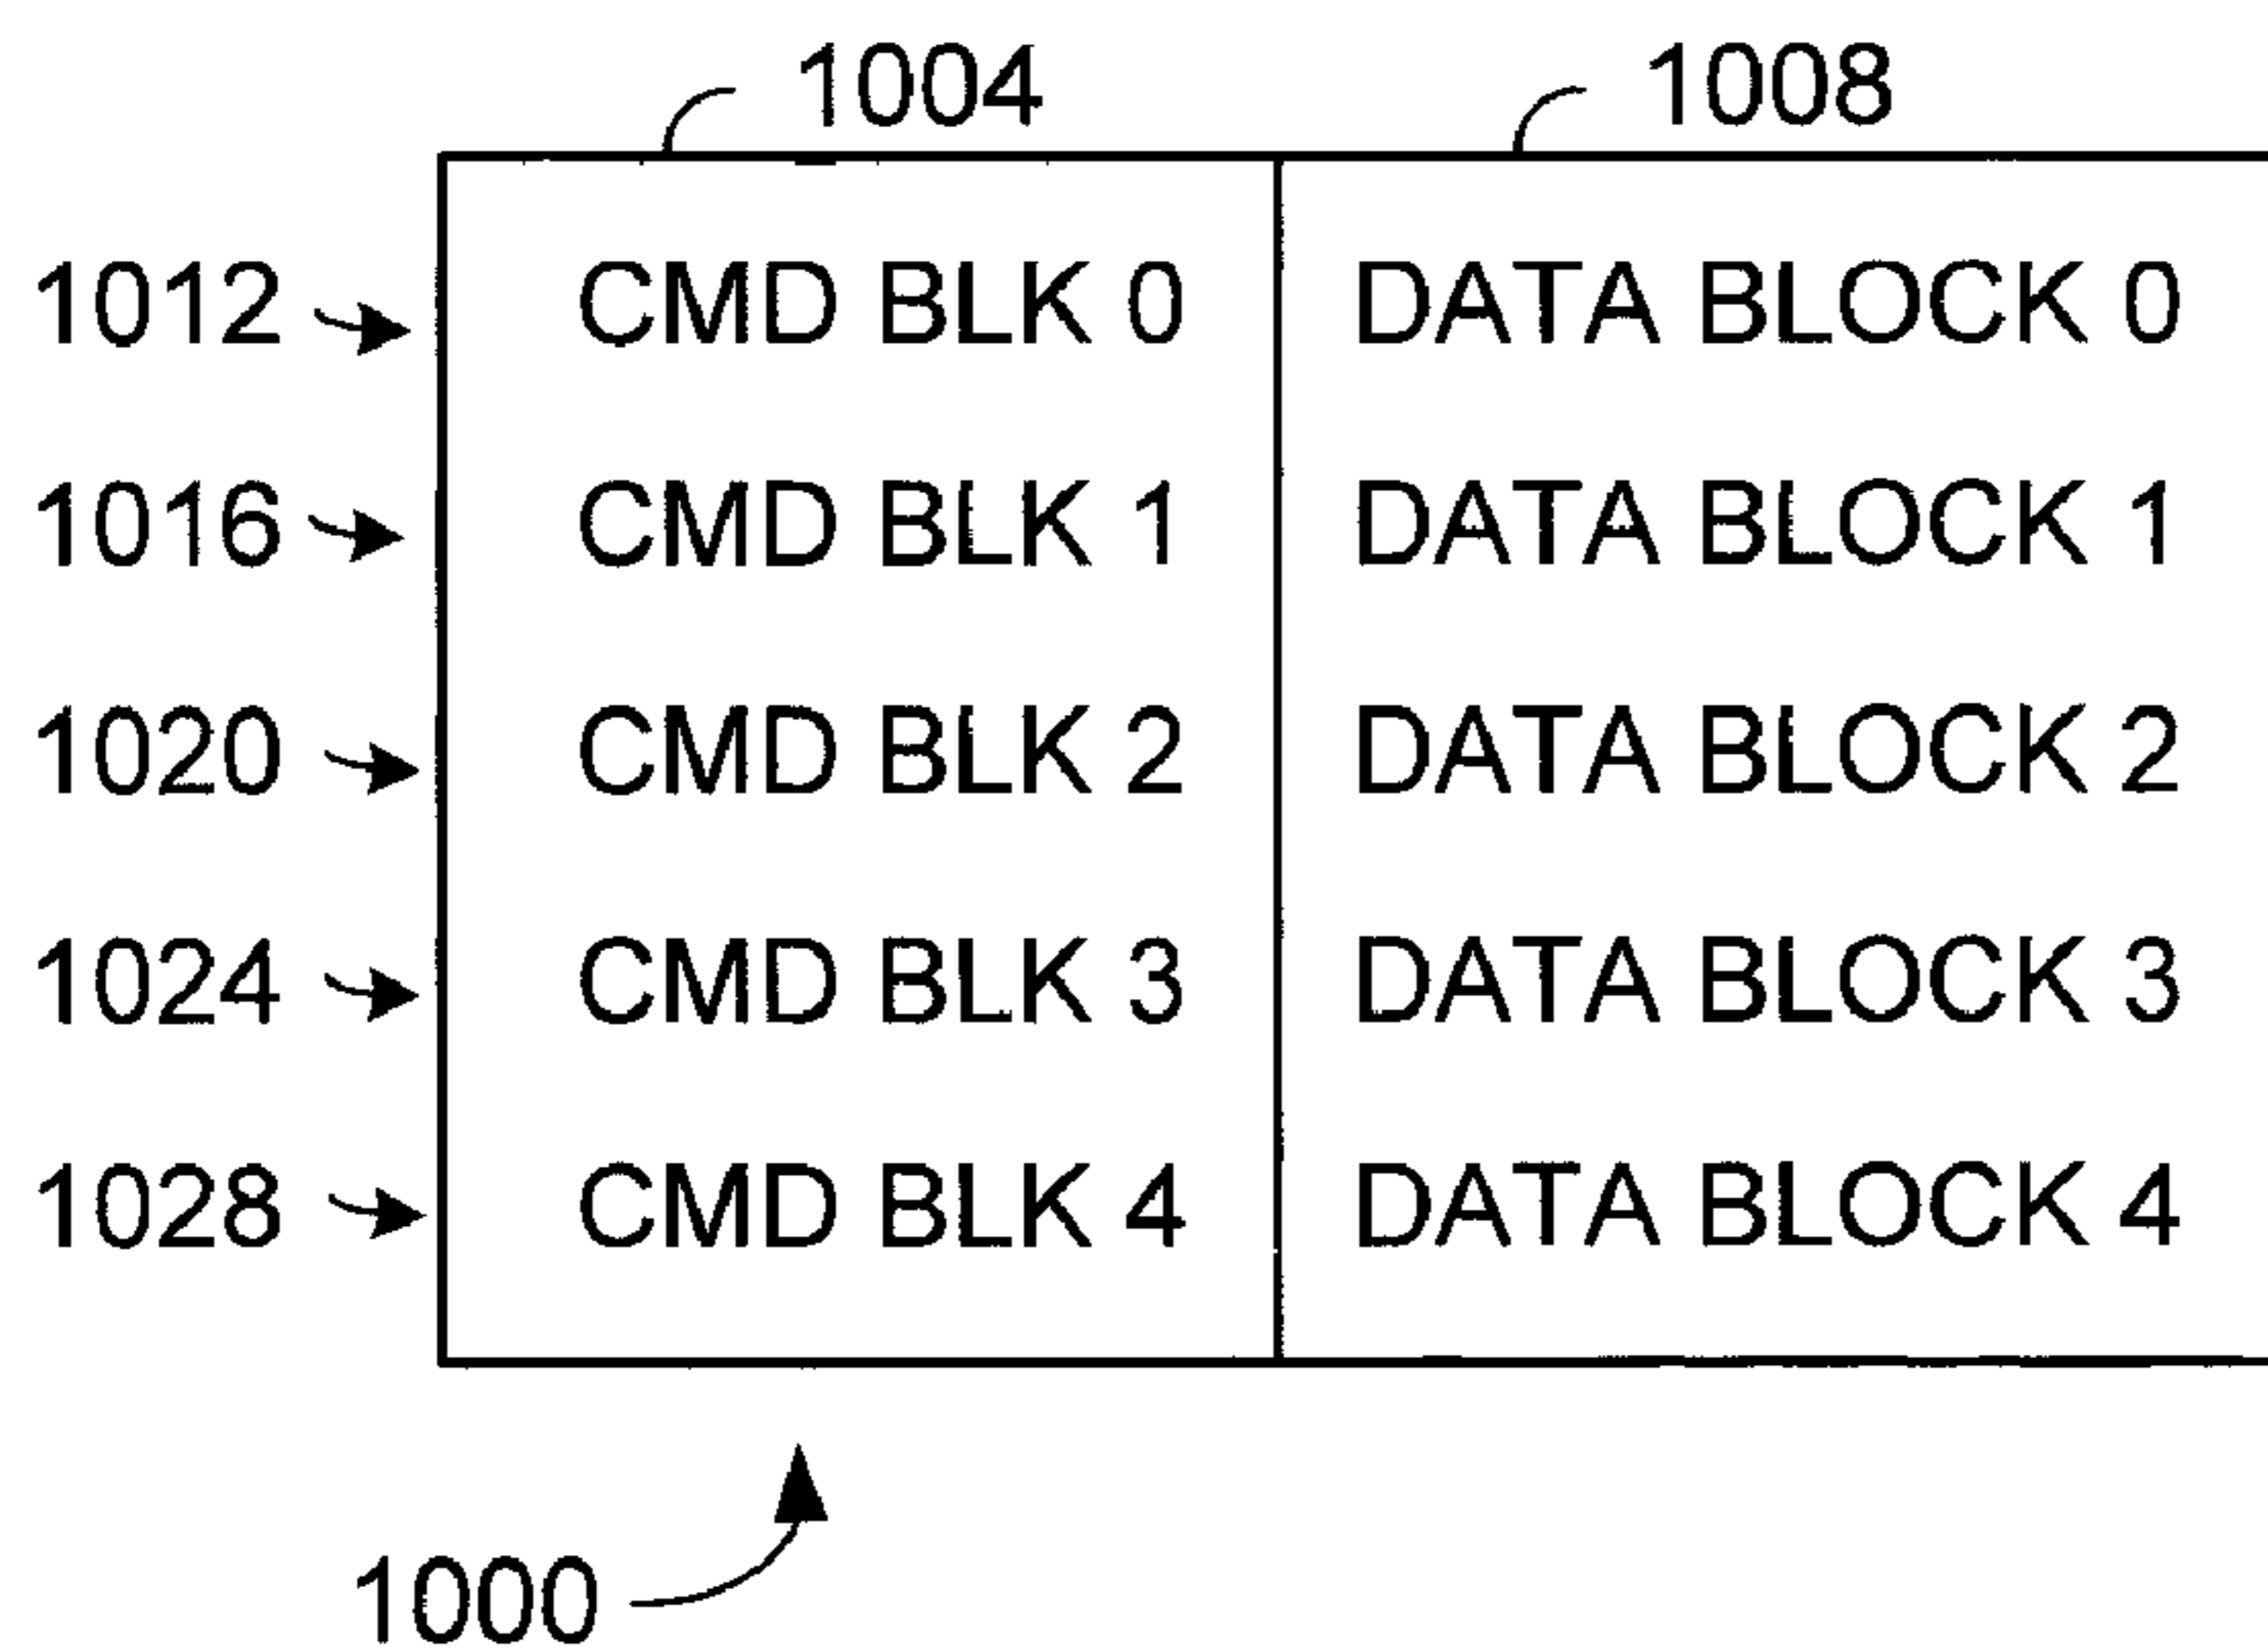 1004 1008
1012 CMD BLK 0 DATA BLOCK 0
1016 CMD BLK 1 DATA BLOCK 1
1020 CMD BLK 2 DATA BLOCK 2
1024 CMD BLK 3 DATA BLOCK 3
1028 CMD BLK 4 DATA BLOCK 4
1000